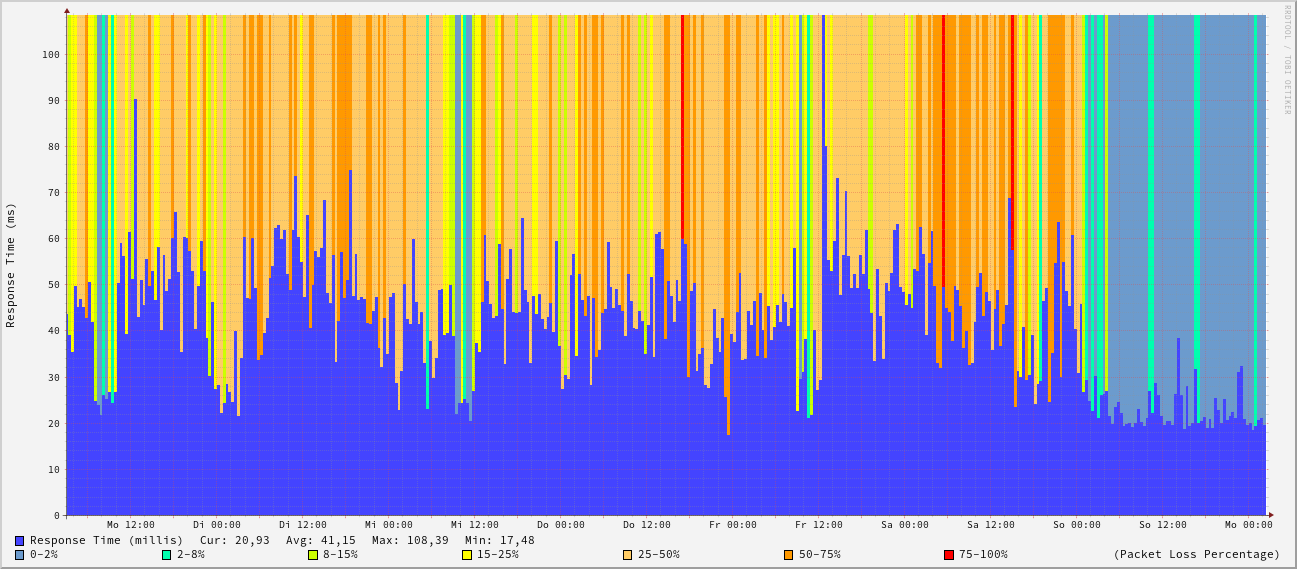 RRDTOOL / TOBI OETIKER
Response Time (ms)
100
90
80
70
60
50
40
30
20
10
0
Mo 12:00 Di 00:00 Di 12:00 Mi 00:00 Mi 12:00 Do 00:00 Do 12:00 Fr 00:00 Fr 12:00 Sa 00:00 Sa 12:00 So 00:00 So 12:00 Mo 00:00
Response Time (millis) Cur: 20,93 Avg: 41,15 Max: 108,39 Min: 17,48
0-2% 2-8% 8-15% 15-25% 25-50% 50-75% 75-100% (Packet Loss Percentage)